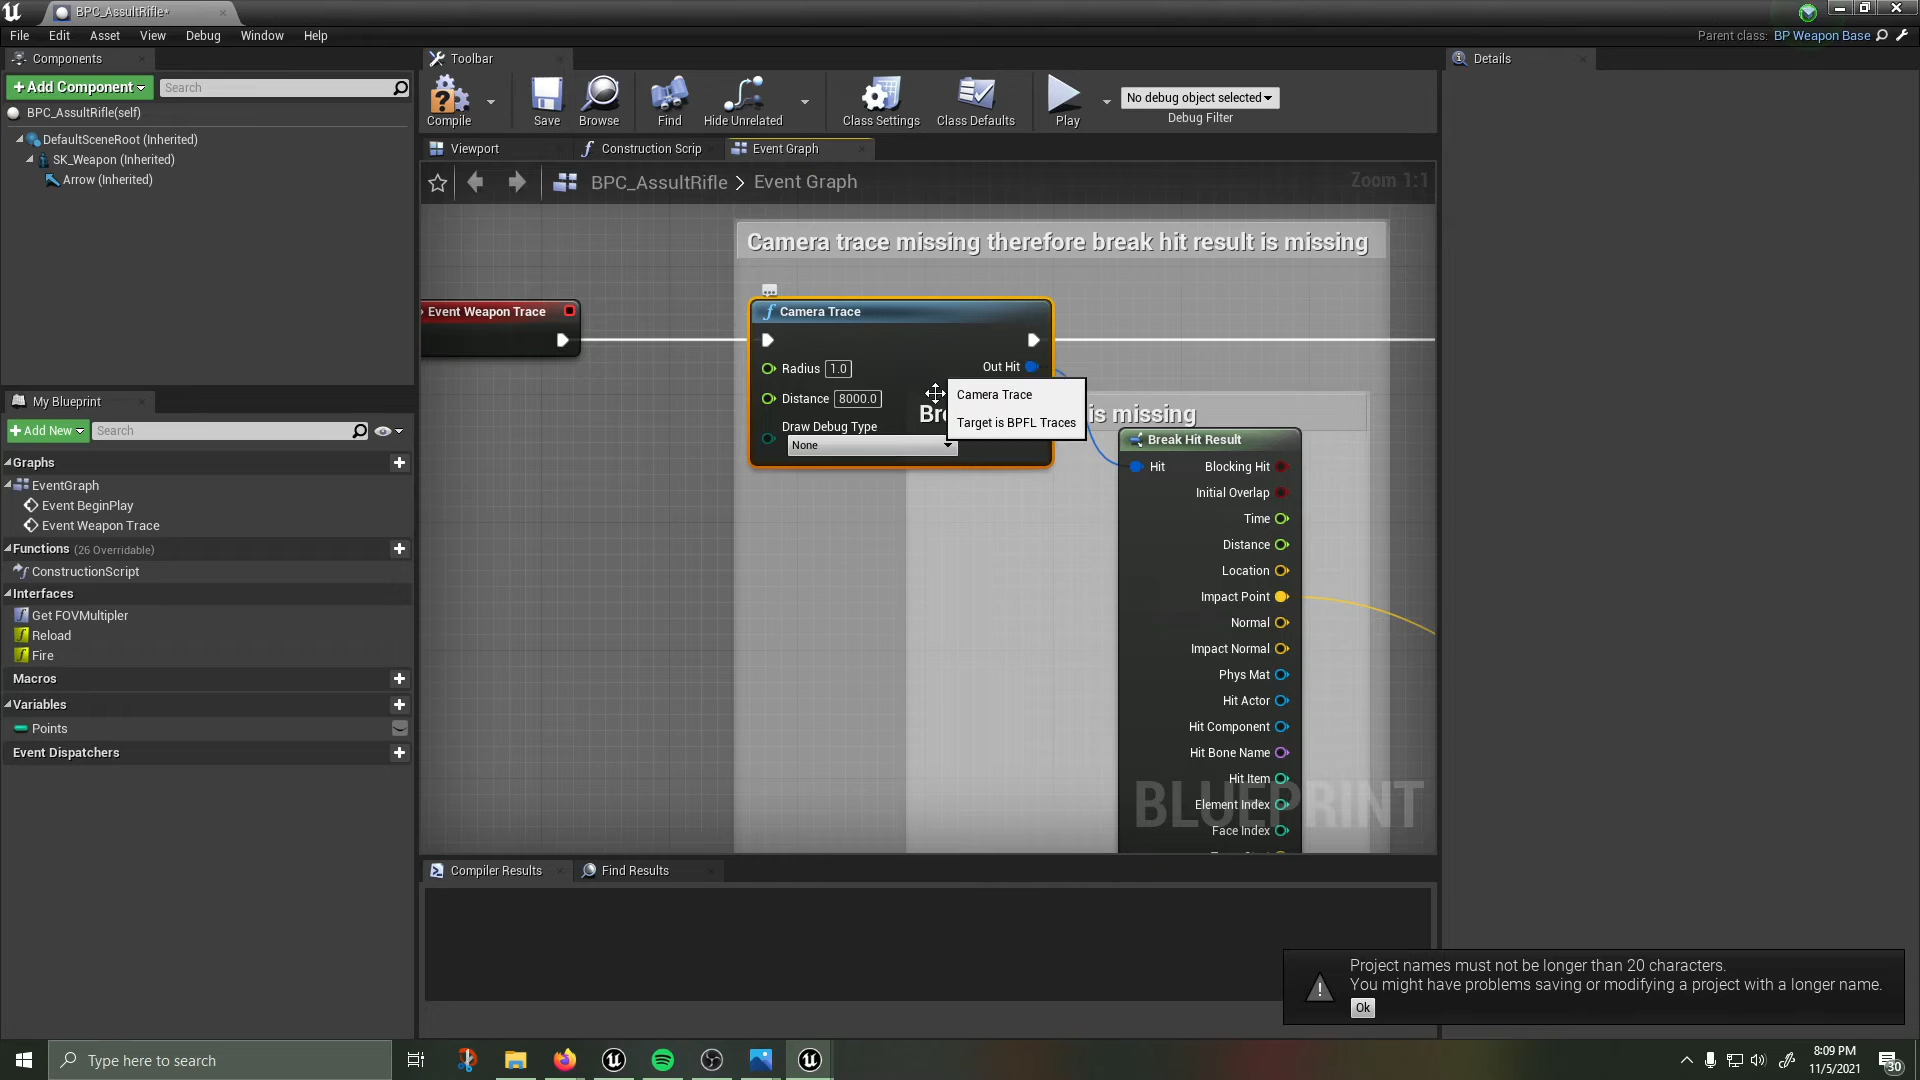 BPC_AssultRifle*
File Edit Asset View Debug Window Help
Parent class: BP Weapon Base
Components
Toolbar
Details
+Add Component
Search
BPC_AssultRifle(self)
DefaultSceneRoot (Inherited)
SK_Weapon (Inherited)
Arrow (Inherited)
Compile
Save
Browse
Find
Hide Unrelated
Class Settings
Class Defaults
Play
No debug object selected
Debug Filter
Viewport
Construction Scrip
Event Graph
BPC_AssultRifle > Event Graph
Zoom 1:1
Camera trace missing therefore break hit result is missing
Event Weapon Trace
Camera Trace
Radius 1.0
Out Hit
Distance 8000.0
Draw Debug Type
None
Camera Trace
Target is BPFL Traces
Br
is missing
Break Hit Result
Hit
Blocking Hit
Initial Overlap
Time
Distance
Location
Impact Point
Normal
Impact Normal
Phys Mat
Hit Actor
Hit Component
Hit Bone Name
Hit Item
Element Index
Face Index
BLUEPRINT
My Blueprint
+Add New
Search
Graphs
EventGraph
Event BeginPlay
Event Weapon Trace
Functions (26 Overridable)
ConstructionScript
Interfaces
Get FOVMultipler
Reload
Fire
Macros
Variables
Points
Event Dispatchers
Compiler Results
Find Results
Project names must not be longer than 20 characters.
You might have problems saving or modifying a project with a longer name.
Ok
Type here to search
8:09 PM
11/5/2021
30